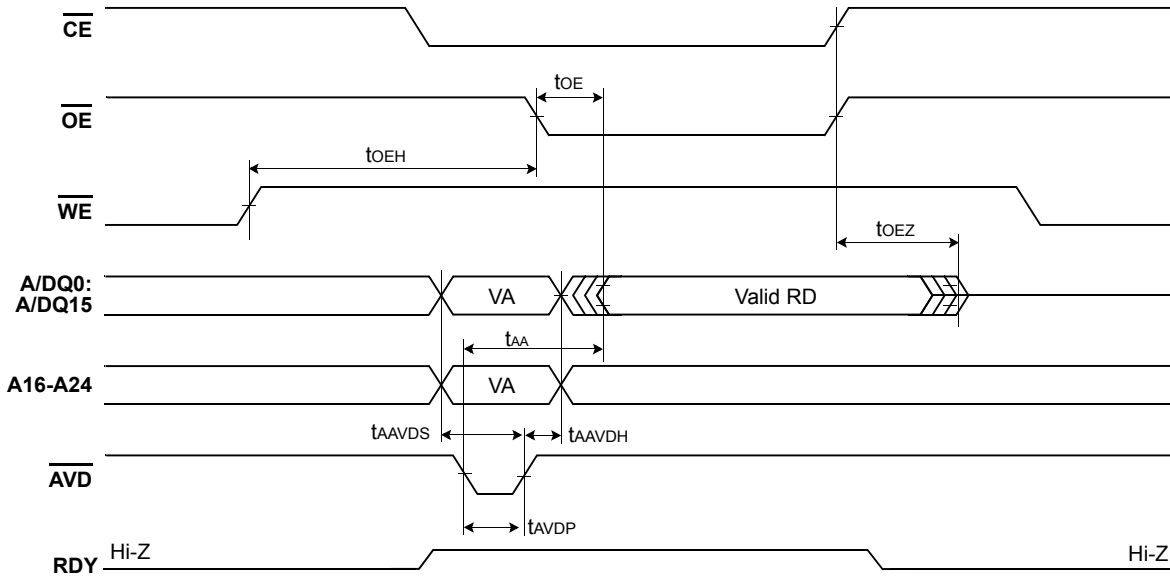 CE
OE
tOE
tOEH
WE
tOEZ
A/DQ0:
A/DQ15
VA
Valid RD
tAA
A16-A24
VA
tAAVDS
tAAVDH
AVD
tAVDP
RDY
Hi-Z
Hi-Z